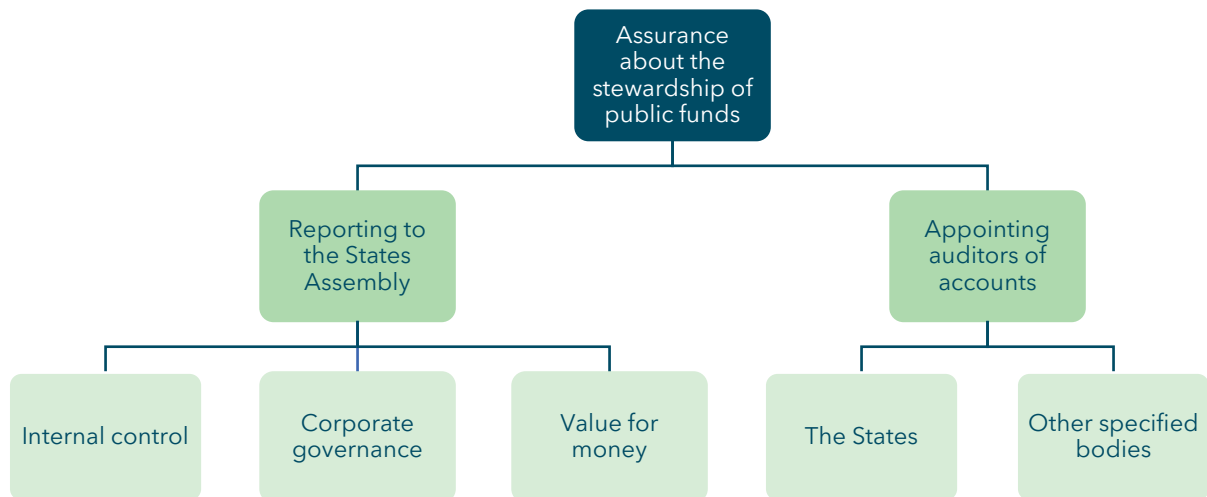 Assurance
about the
stewardship of
public funds
Reporting to
the States
Assembly
Appointing
auditors of
accounts
Internal control
Corporate
governance
Value for
money
The States
Other specified
bodies